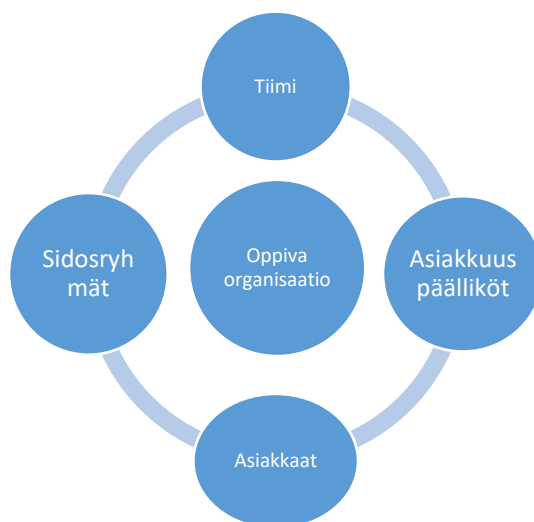 Tiimi
Sidosryh
mät
Oppiva
organisaatio
Asiakkuus
päälliköt
Asiakkaat